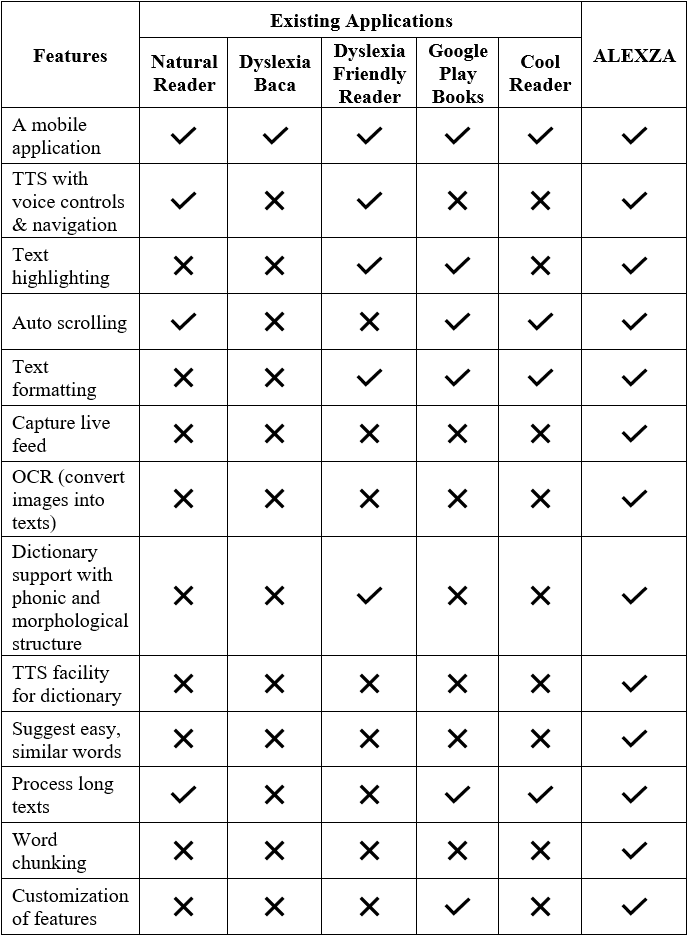 Features
Existing Applications
ALEXZA
Natural
Reader
Dyslexia
Baca
Dyslexia
Friendly
Reader
Google
Play
Books
Cool
Reader
A mobile
application
TTS with
voice controls
& navigation
Text
highlighting
Auto scrolling
Text
formatting
Capture live
feed
OCR (convert
images into
texts)
Dictionary
support with
phonic and
morphological
structure
TTS facility
for dictionary
Suggest easy,
similar words
Process long
texts
Word
chunking
Customization
of features